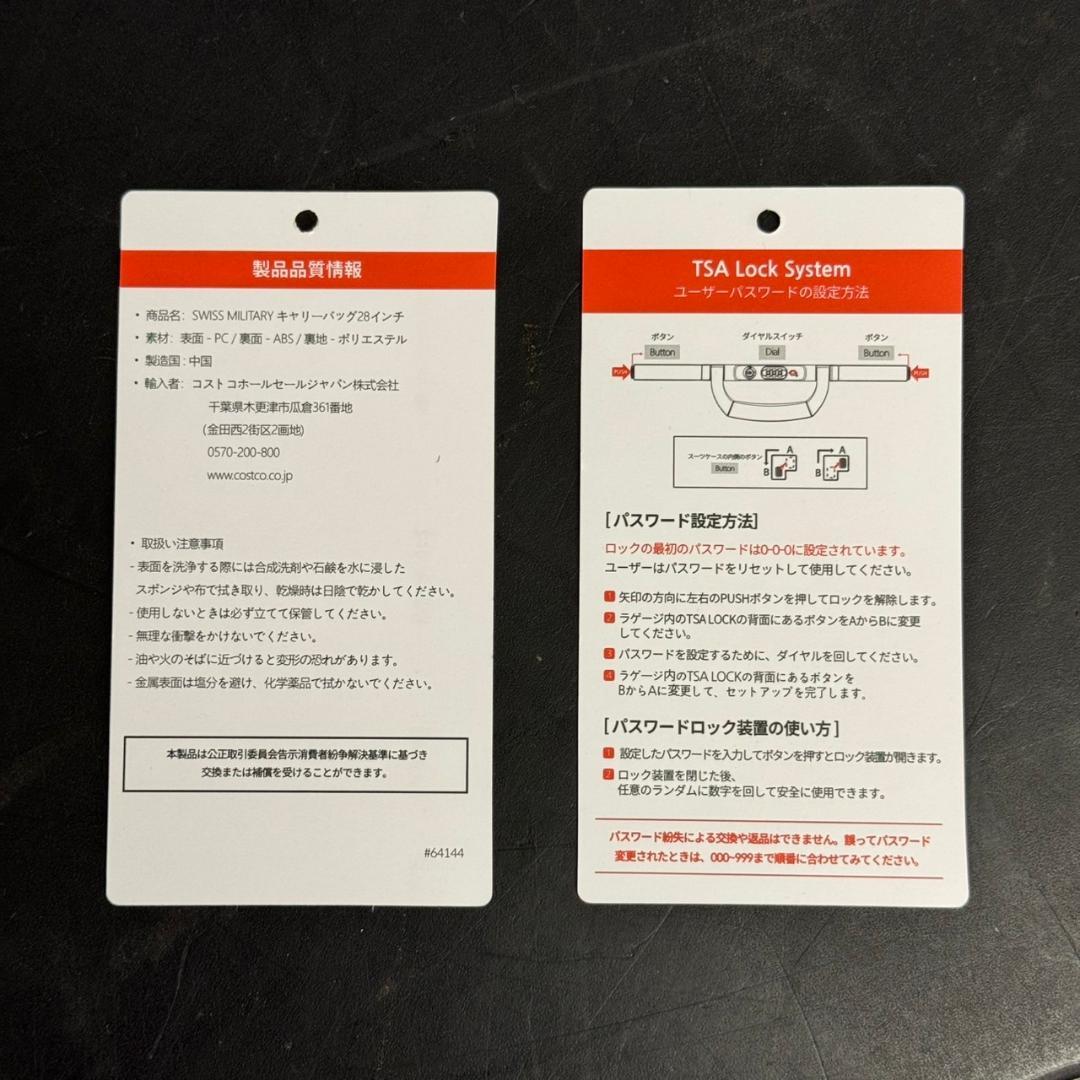 製品品質情報
・ 商品名: SWISS MILITARY キャリーバッグ28インチ
・ 素材: 表面 - PC / 裏面 - ABS / 裏地 - ポリエステル
・ 製造国 : 中国
・ 輸入者: コストコホールセールジャパン株式会社
千葉県木更津市瓜倉361番地
(金田西2街区2画地)
0570-200-800
www.costco.co.jp
・ 取扱い注意事項
- 表面を洗浄する際には合成洗剤や石鹸を水に浸した
スポンジや布で拭き取り、乾燥時は日陰で乾かしてください。
- 使用しないときは必ず立てて保管してください。
- 無理な衝撃をかけないでください。
- 油や火のそばに近づけると変形の恐れがあります。
- 金属表面は塩分を避け、化学薬品で拭かないでください。
本製品は公正取引委員会告示消費者紛争解決基準に基づき
交換または補償を受けることができます。
#64144
TSA Lock System
ユーザーパスワードの設定方法
ボタン ダイヤルスイッチ ボタン
Button Dial Button
PUSH PUSH
スーツケースの内側のボタン
Button
A B A B
[ パスワード設定方法]
ロックの最初のパスワードは0-0-0に設定されています。
ユーザーはパスワードをリセットして使用してください。
1 矢印の方向に左右のPUSHボタンを押してロックを解除します。
2 ラゲージ内のTSA LOCKの背面にあるボタンをAからBに変更
してください。
3 パスワードを設定するために、ダイヤルを回してください。
4 ラゲージ内のTSA LOCKの背面にあるボタンを
BからAに変更して、セットアップを完了します。
[ パスワードロック装置の使い方 ]
1 設定したパスワードを入力してボタンを押すとロック装置が開きます。
2 ロック装置を閉じた後、
任意のランダムに数字を回して安全に使用できます。
パスワード紛失による交換や返品はできません。誤ってパスワード
変更されたときは、000~999まで順番に合わせてみてください。